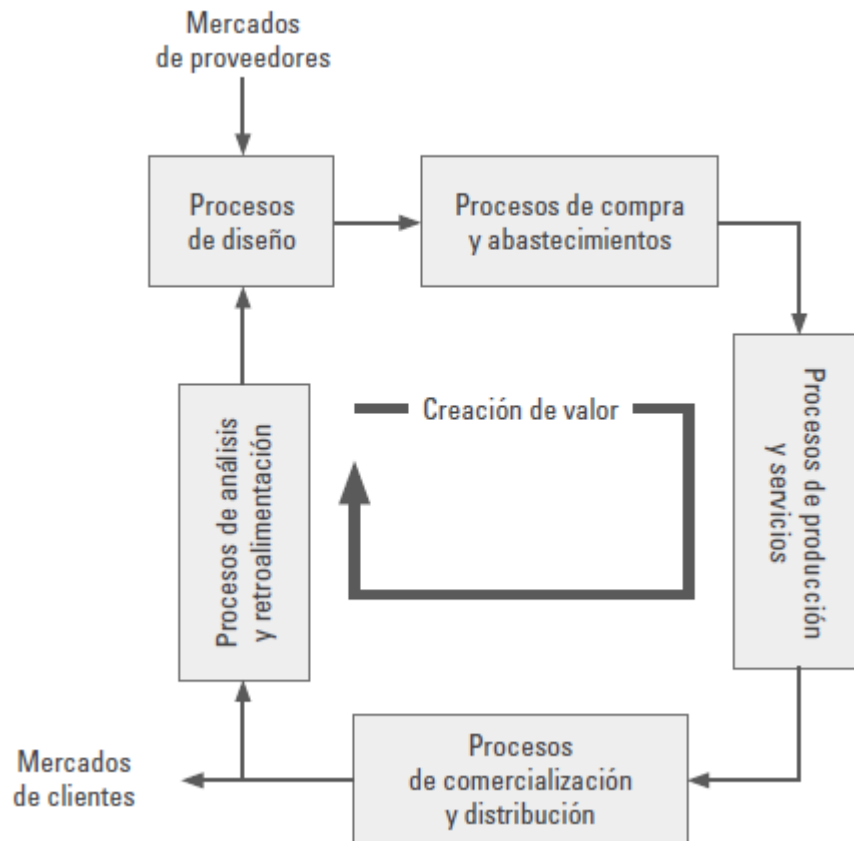 Mercados
de proveedores
Procesos
de diseño
Procesos de compra
y abastecimientos
Procesos de producción
y servicios
Creación de valor
Procesos de análisis
y retroalimentación
Procesos
de comercialización
y distribución
Mercados
de clientes